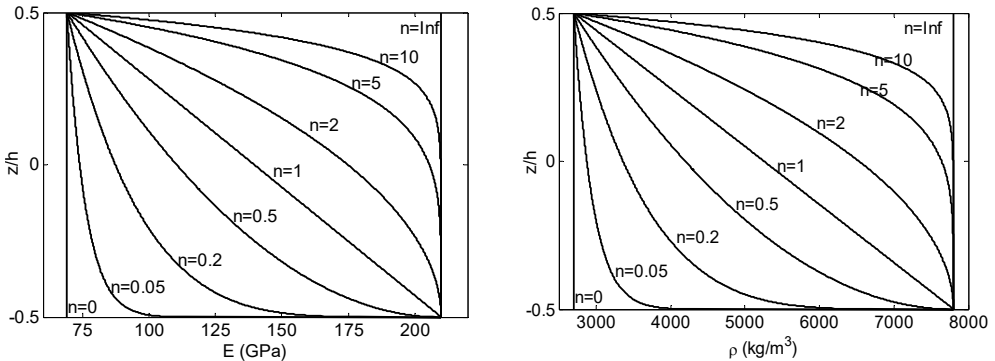 0.5
n=Inf
n=10
n=5
n=2
0
n=1
n=0.5
n=0.2
n=0.05
n=0
-0.5
75
100
125
150
175
200
z/h
E (GPa)
0.5
n=Inf
n=10
n=5
n=2
0
n=1
n=0.5
n=0.2
n=0.05
n=0
-0.5
3000
4000
5000
6000
7000
8000
z/h
ρ (kg/m³)